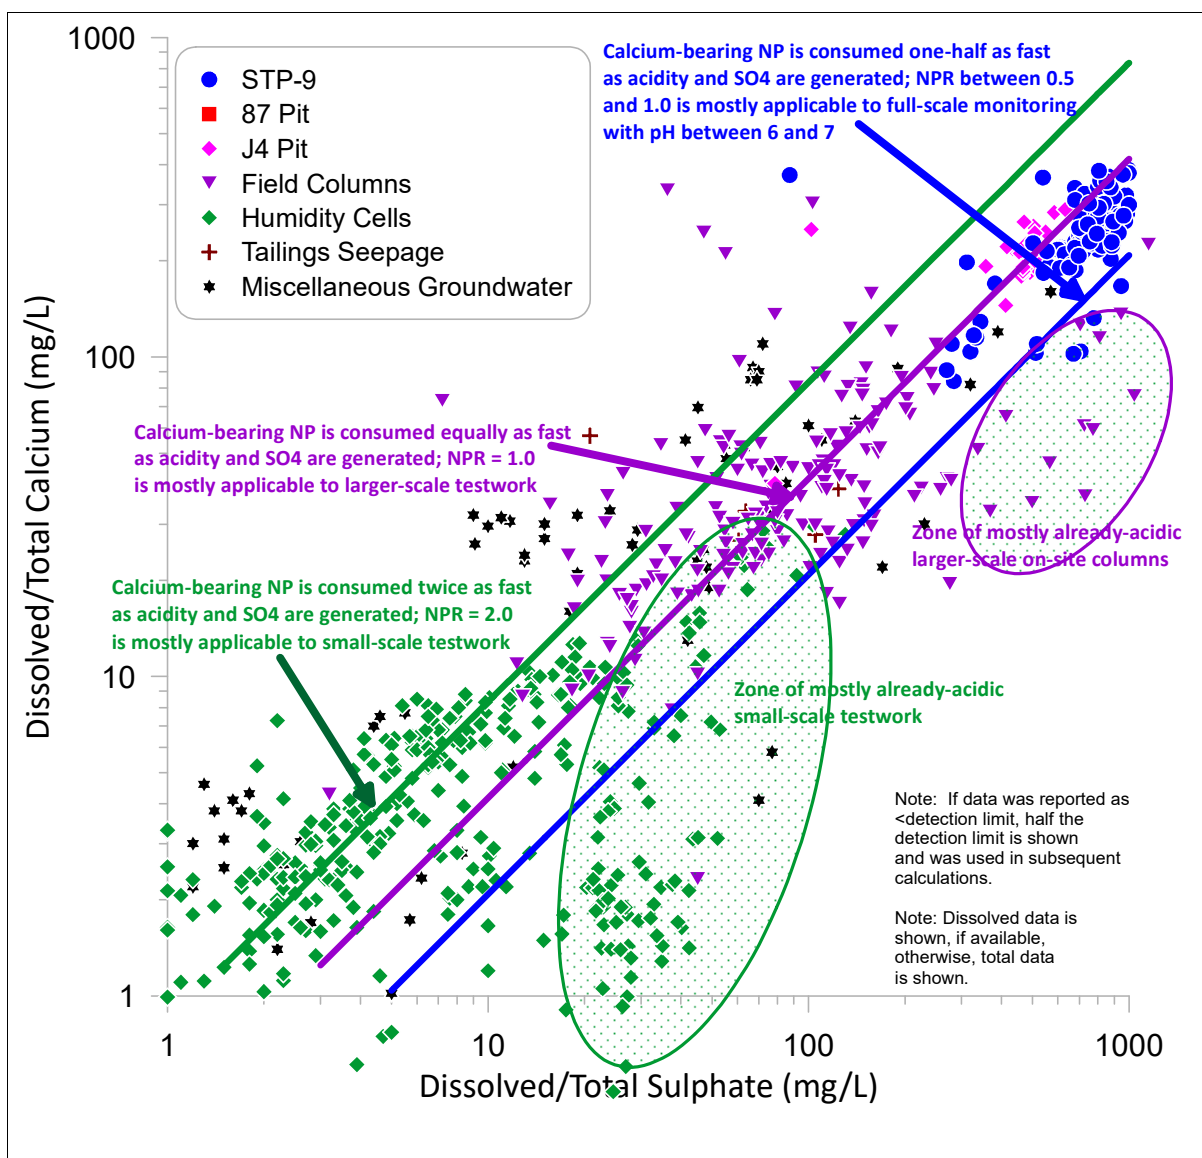 1000
STP-9
87 Pit
J4 Pit
Field Columns
Humidity Cells
Tailings Seepage
Miscellaneous Groundwater
Calcium-bearing NP is consumed one-half as fast
as acidity and SO4 are generated; NPR between 0.5
and 1.0 is mostly applicable to full-scale monitoring
with pH between 6 and 7
Dissolved/Total Calcium (mg/L)
100
Calcium-bearing NP is consumed equally as fast
as acidity and SO4 are generated; NPR = 1.0
is mostly applicable to larger-scale testwork
Zone of mostly already-acidic
larger-scale on-site columns
Calcium-bearing NP is consumed twice as fast
as acidity and SO4 are generated; NPR = 2.0
is mostly applicable to small-scale testwork
10
Zone of mostly already-acidic
small-scale testwork
Note: If data was reported as
<detection limit, half the
detection limit is shown
and was used in subsequent
calculations.
Note: Dissolved data is
shown, if available,
otherwise, total data
is shown.
1
1
10
100
1000
Dissolved/Total Sulphate (mg/L)